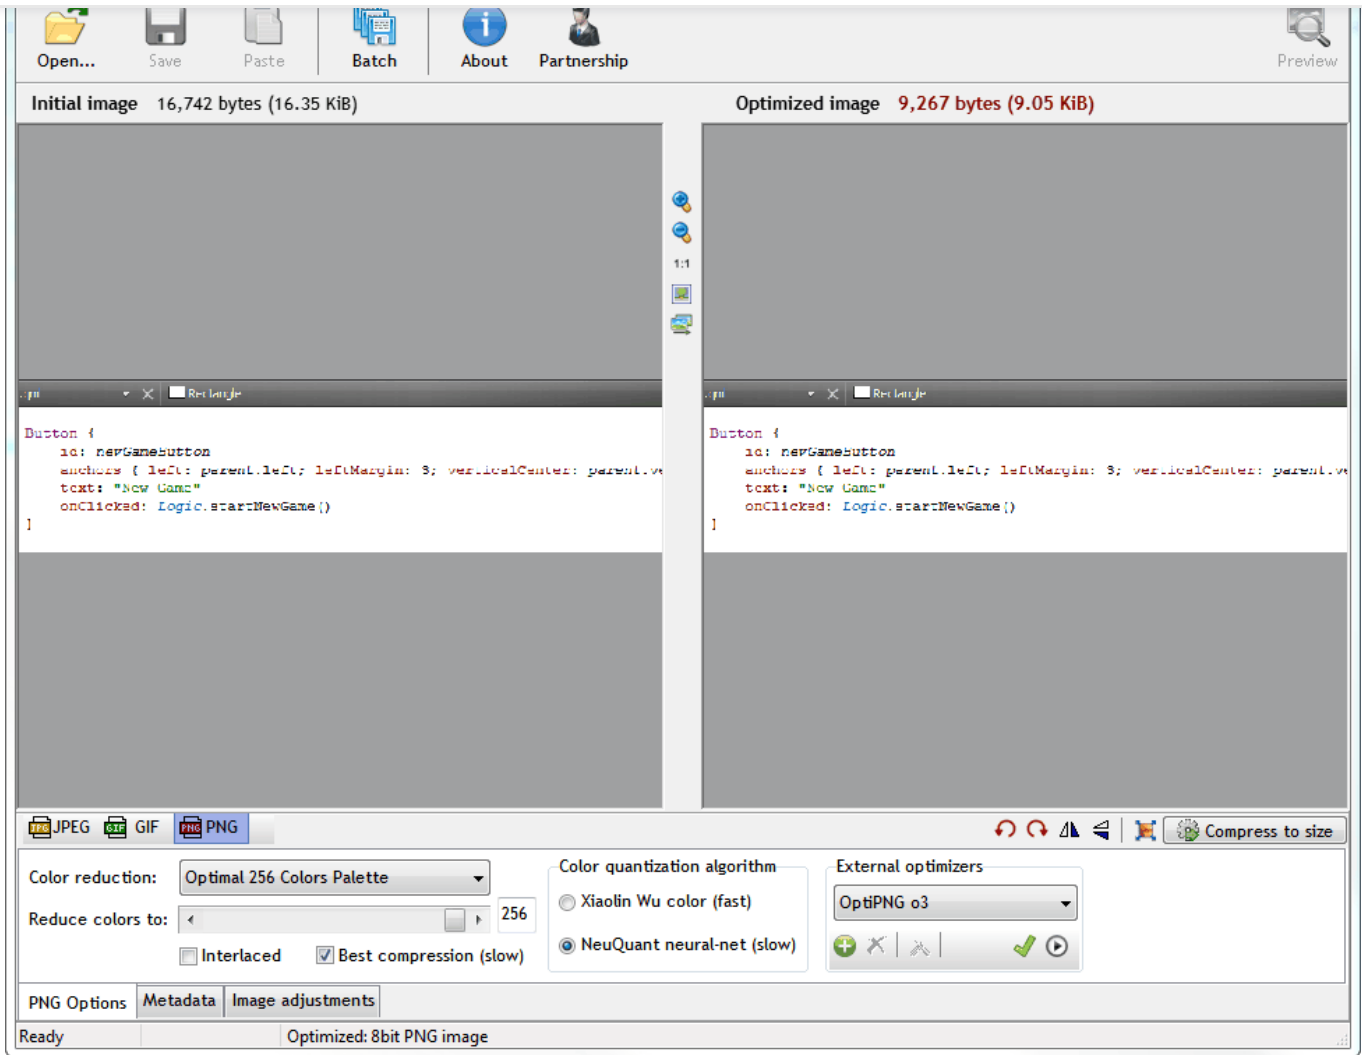 Open... Save Paste Batch About Partnership Preview
Initial image 16,742 bytes (16.35 KiB) Optimized image 9,267 bytes (9.05 KiB)
1:1
Rectangle
Rectangle
Button {
id: newGameButton
anchors { left: parent.left; leftMargin: 3; verticalCenter: parent.ve
text: "New Game"
onClicked: Logic.startNewGame()
}
Button {
id: newGameButton
anchors { left: parent.left; leftMargin: 3; verticalCenter: parent.ve
text: "New Game"
onClicked: Logic.startNewGame()
}
JPEG GIF PNG Compress to size
Color reduction: Optimal 256 Colors Palette
Reduce colors to: 256
Interlaced Best compression (slow)
Color quantization algorithm
Xiaolin Wu color (fast)
NeuQuant neural-net (slow)
External optimizers
OptiPNG o3
PNG Options Metadata Image adjustments
Ready Optimized: 8bit PNG image